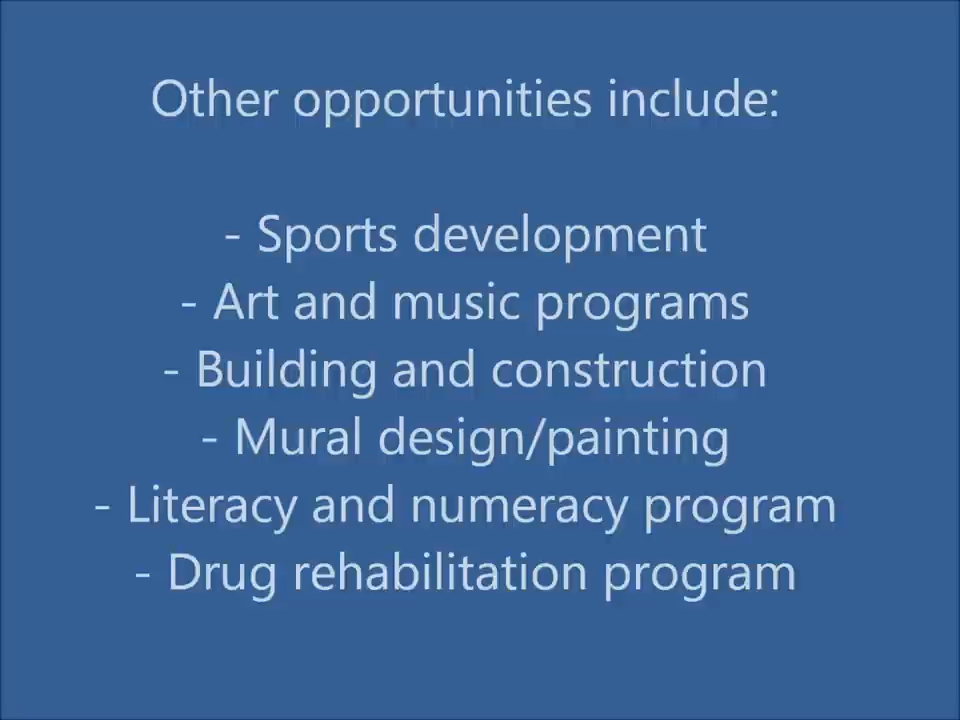 Other opportunities include:
- Sports development
- Art and music programs
- Building and construction
- Mural design/painting
- Literacy and numeracy program
- Drug rehabilitation program